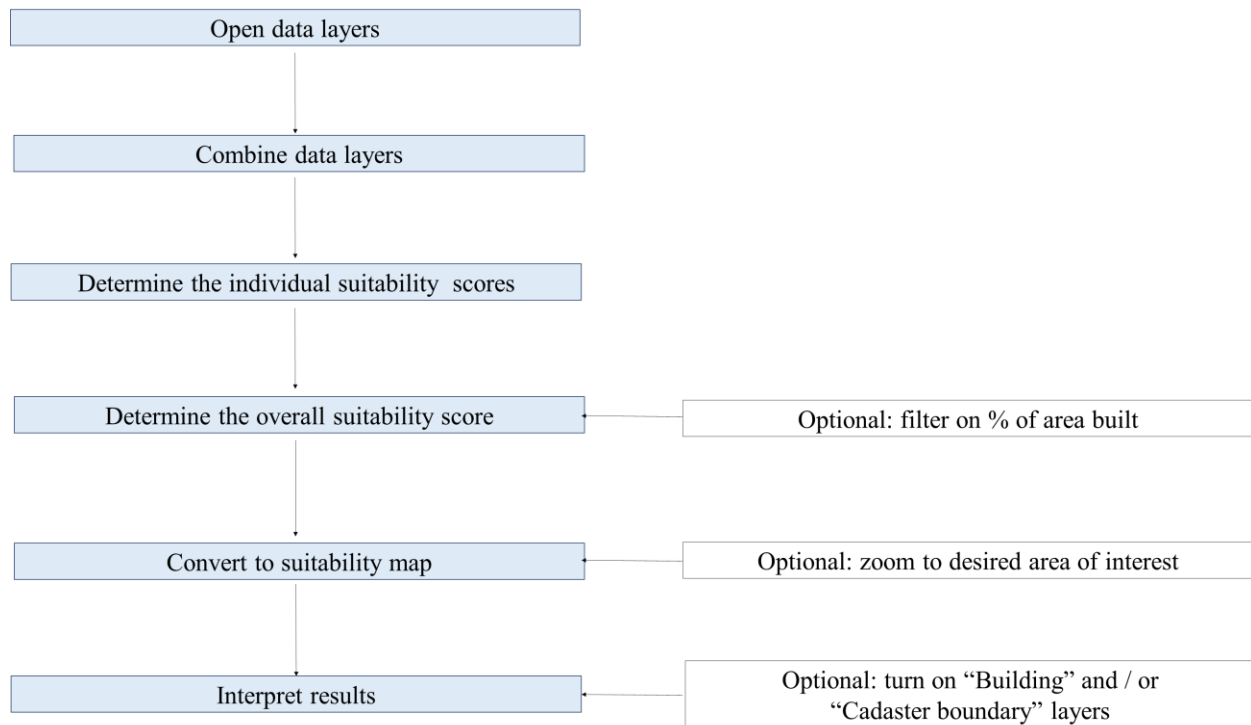 Open data layers
Combine data layers
Determine the individual suitability  scores
Determine the overall suitability score
Optional: filter on % of area built
Convert to suitability map
Optional: zoom to desired area of interest
Interpret results
Optional: turn on “Building” and / or
“Cadaster boundary” layers